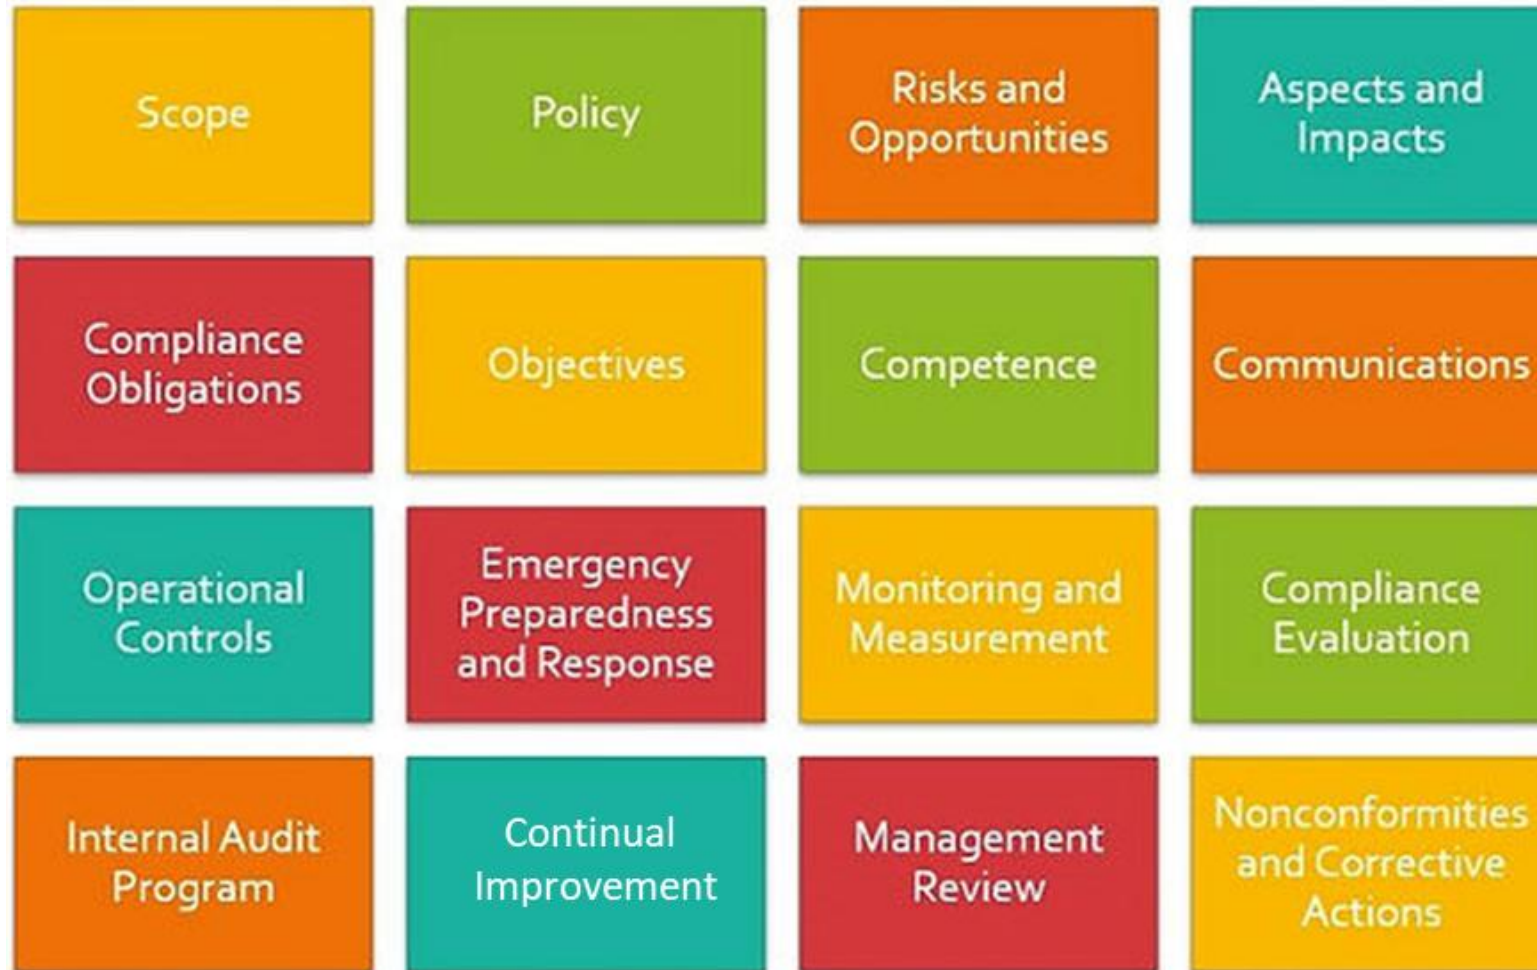 Scope
Policy
Risks and
Opportunities
Aspects and
Impacts
Compliance
Obligations
Objectives
Competence
Communications
Operational
Controls
Emergency
Preparedness
and Response
Monitoring and
Measurement
Compliance
Evaluation
Internal Audit
Program
Continual
Improvement
Management
Review
Nonconformities
and Corrective
Actions